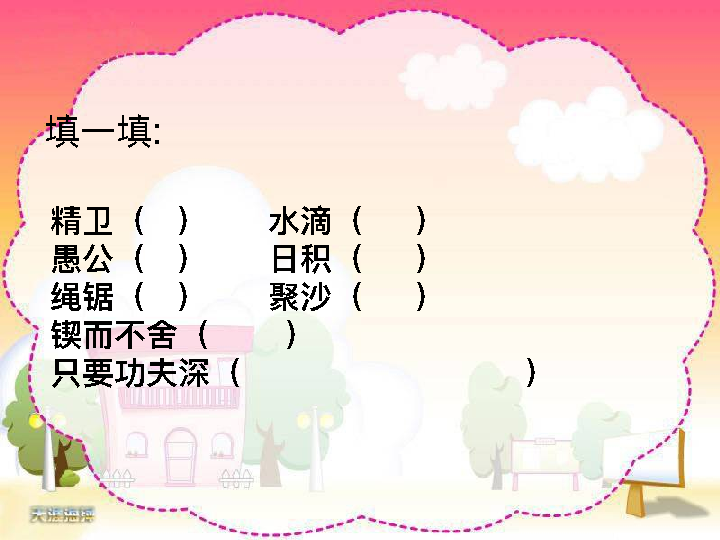 填一填:
精卫（ ） 水滴（ ）
愚公（ ） 日积（ ）
绳锯（ ） 聚沙（ ）
锲而不舍（ ）
只要功夫深（ ）